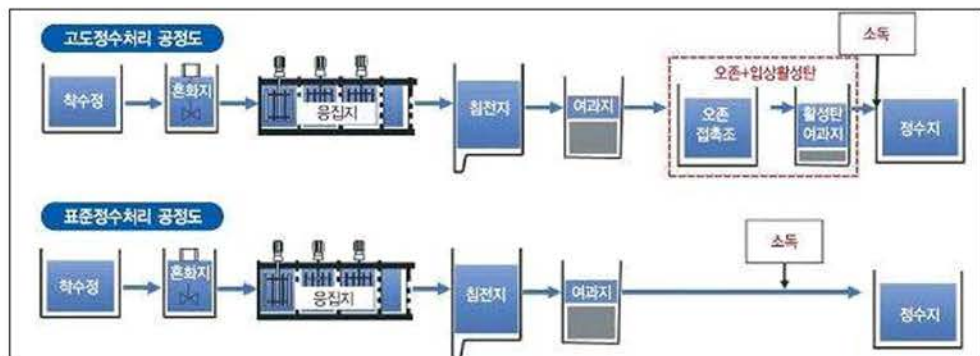 고도정수처리 공정도
소독
오존+입상활성탄
착수정
혼화지
응집지
침전지
여과지
오존
접촉조
활성탄
여과지
정수지
표준정수처리 공정도
소독
착수정
혼화지
응집지
침전지
여과지
정수지